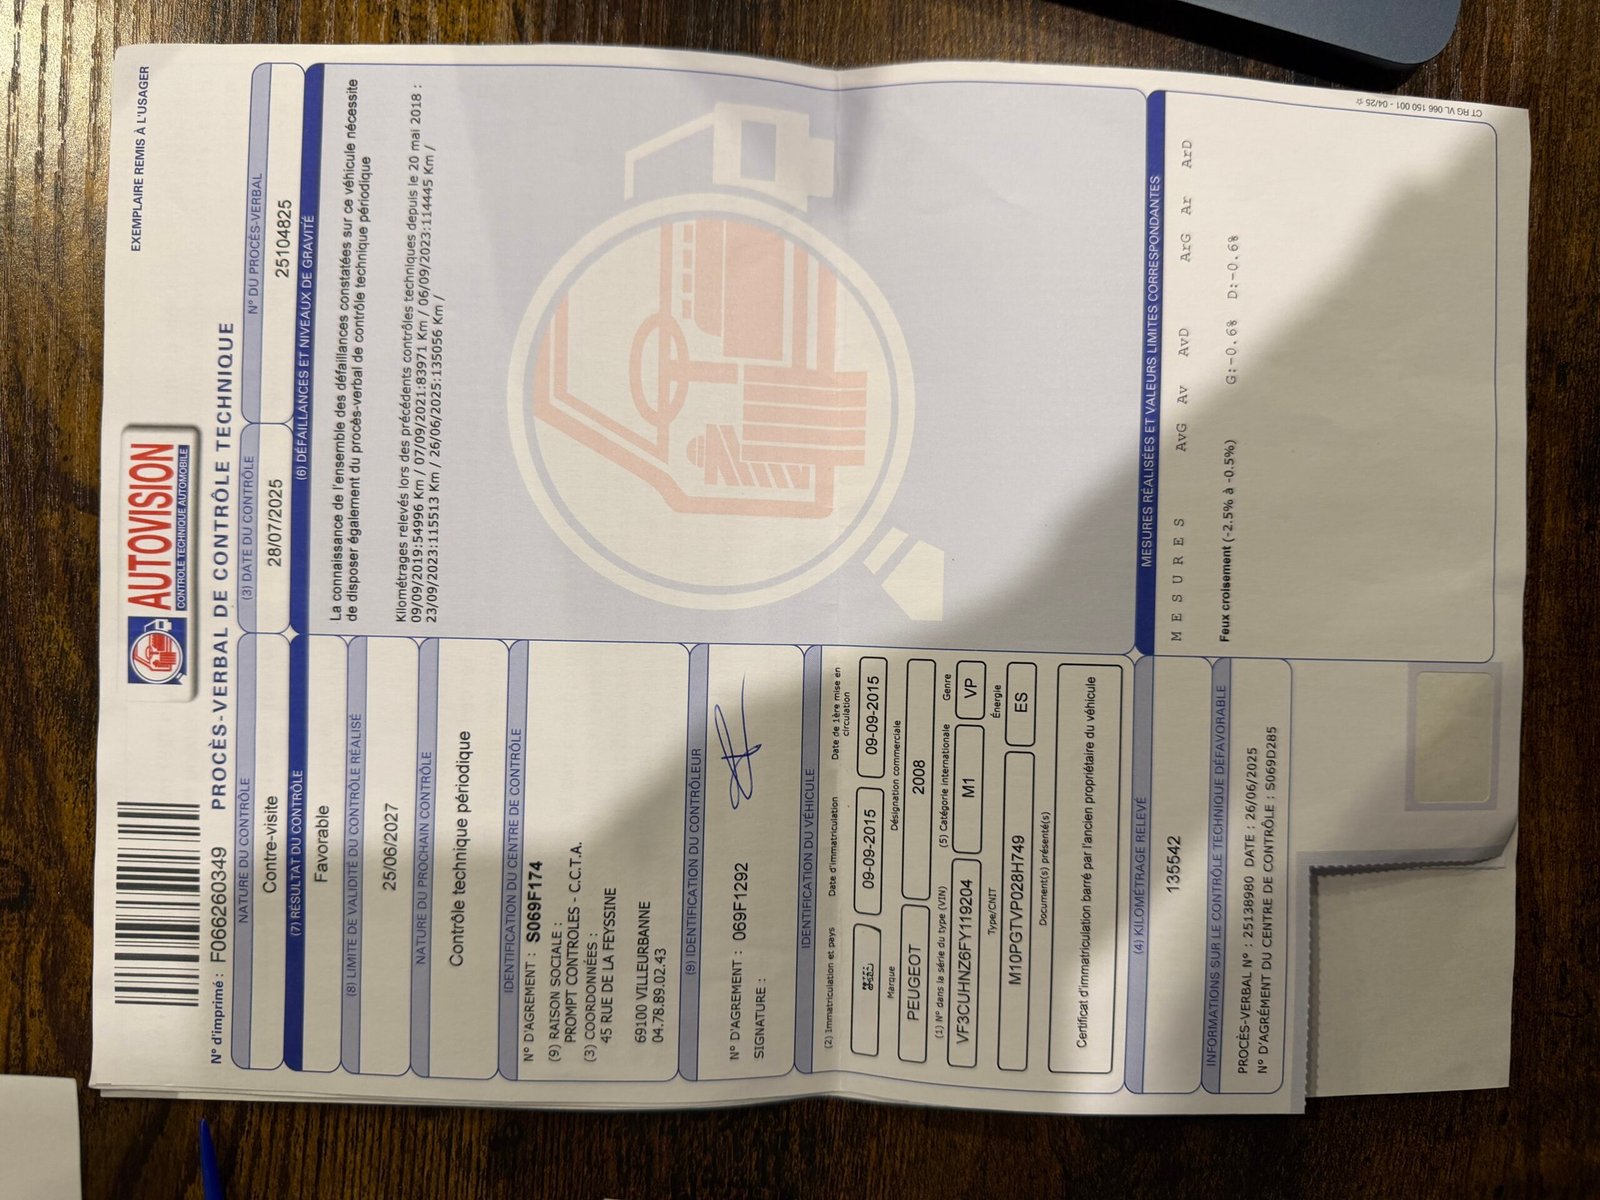 EXEMPLAIRE REMIS À L'USAGER
AUTOVISION
CONTROLE TECHNIQUE AUTOMOBILE
N° d'imprimé : F066260349
PROCÈS-VERBAL DE CONTRÔLE TECHNIQUE
NATURE DU CONTRÔLE
Contre-visite
(3) DATE DU CONTRÔLE
28/07/2025
N° DU PROCÈS-VERBAL
25104825
(7) RÉSULTAT DU CONTRÔLE
Favorable
(8) LIMITE DE VALIDITÉ DU CONTRÔLE RÉALISÉ
25/06/2027
NATURE DU PROCHAIN CONTRÔLE
Contrôle technique périodique
IDENTIFICATION DU CENTRE DE CONTRÔLE
N° D'AGREMENT : S069F174
(9) RAISON SOCIALE :
PROMPT CONTROLES - C.C.T.A.
(3) COORDONNÉES :
45 RUE DE LA FEYSSINE
69100 VILLEURBANNE
04.78.89.02.43
(9) IDENTIFICATION DU CONTRÔLEUR
N° D'AGREMENT : 069F1292
SIGNATURE :
IDENTIFICATION DU VÉHICULE
(2) Immatriculation et pays
Date d'immatriculation
Date de 1ère mise en circulation
09-09-2015
09-09-2015
Marque
Désignation commerciale
PEUGEOT
2008
(1) N° dans la série du type (VIN)
(5) Catégorie internationale
Genre
VF3CUHNZ6FY119204
M1
VP
Type/CNIT
Énergie
M10PGTVP028H749
ES
Document(s) présenté(s)
Certificat d'immatriculation barré par l'ancien propriétaire du véhicule
(4) KILOMÉTRAGE RELEVÉ
135542
INFORMATIONS SUR LE CONTRÔLE TECHNIQUE DÉFAVORABLE
PROCÈS-VERBAL N° : 25138980 DATE : 26/06/2025
N° D'AGRÉMENT DU CENTRE DE CONTRÔLE : S069D285
(6) DÉFAILLANCES ET NIVEAUX DE GRAVITÉ
La connaissance de l'ensemble des défaillances constatées sur ce véhicule nécessite
de disposer également du procès-verbal de contrôle technique périodique
Kilométrages relevés lors des précédents contrôles techniques depuis le 20 mai 2018 :
09/09/2019:54996 Km / 07/09/2021:83971 Km / 06/09/2023:114445 Km /
23/09/2023:115513 Km / 26/06/2025:135056 Km /
MESURES RÉALISÉES ET VALEURS LIMITES CORRESPONDANTES
MESURES AvG Av AvD ArG Ar ArD
Feux croisement (-2.5% à -0.5%) G:-0.6% D:-0.6%
CT RG VL 066 150 001 - 04/25